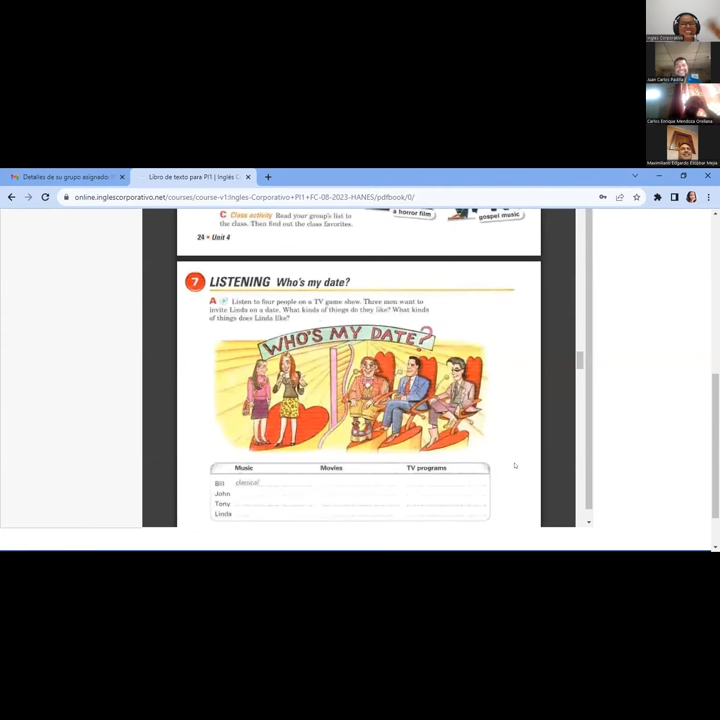 Ingles Corporativo
Juan Carlos Padilla
Carlos Enrique Mendoza Orellana
Maximiliano Edgardo Escobar Mejia
Detalles de su grupo asignado:
Libro de texto para PI1 | Inglés
online.inglescorporativo.net/courses/course-v1:Ingles-Corporativo+PI1+FC-08-2023-HANES/pdfbook/0/
C Class activity Read your group's list to
the class. Then find out the class favorites.
a horror film
gospel music
24 • Unit 4
7 LISTENING Who's my date?
A Listen to four people on a TV game show. Three men want to
invite Linda on a date. What kinds of things do they like? What kinds
of things does Linda like?
WHO'S MY DATE?
Music Movies TV programs
Bill classical
John
Tony
Linda